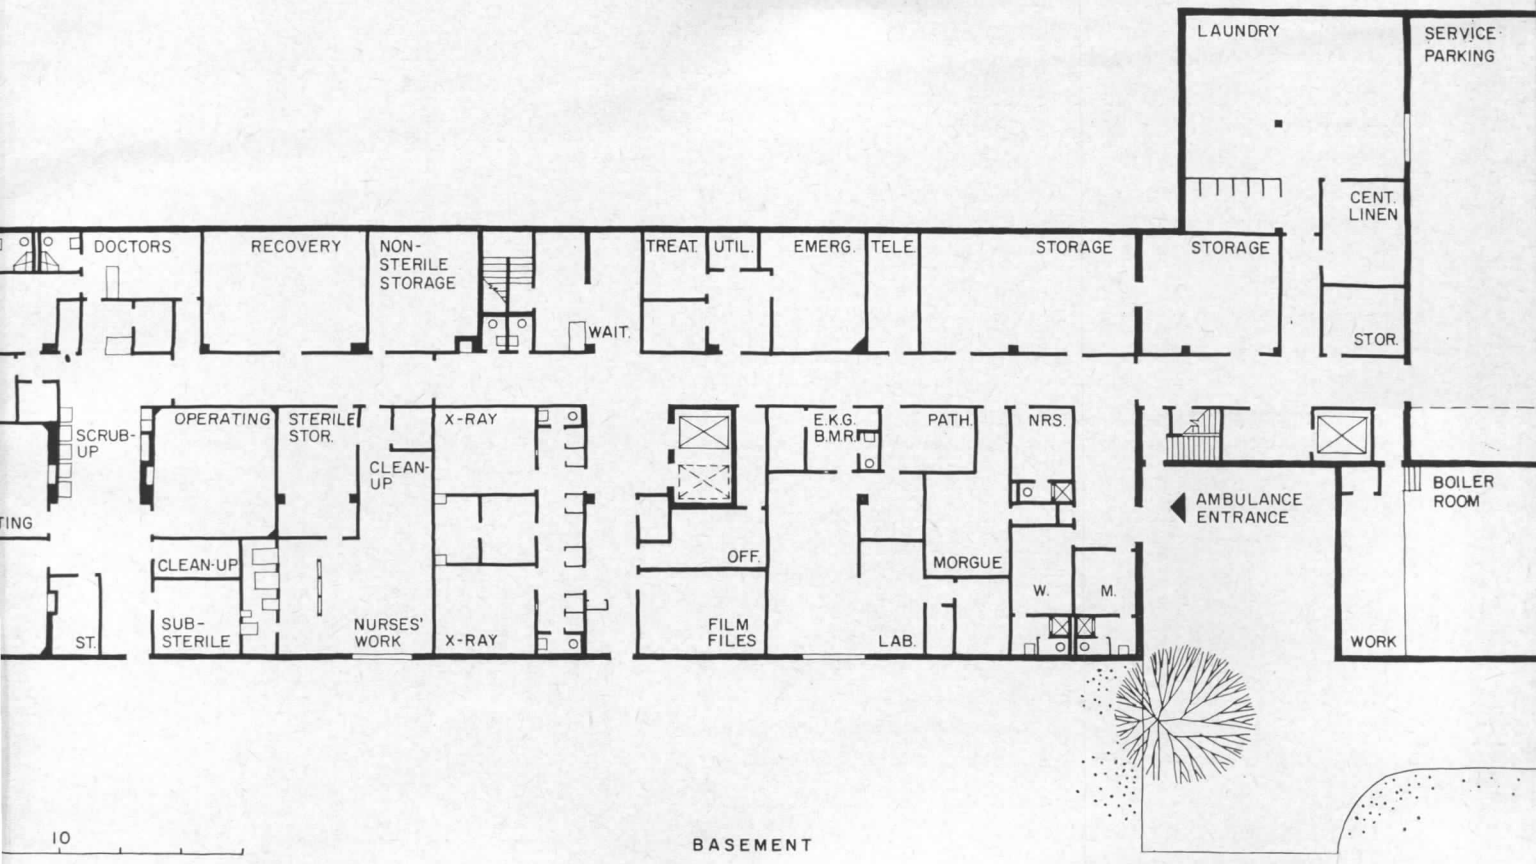 LAUNDRY
SERVICE
PARKING
CENT.
LINEN
DOCTORS
RECOVERY
NON-
STERILE
STORAGE
TREAT.
UTIL.
EMERG.
TELE.
STORAGE
STORAGE
WAIT.
STOR.
OPERATING
STERILE
STOR.
X-RAY
E.K.G.
B.M.R.
PATH.
NRS.
SCRUB-
UP
CLEAN-
UP
BOILER
ROOM
AMBULANCE
ENTRANCE
TING
CLEAN-UP
OFF.
MORGUE
W.
M.
SUB-
STERILE
ST.
NURSES'
WORK
X-RAY
FILM
FILES
LAB.
WORK
10
BASEMENT